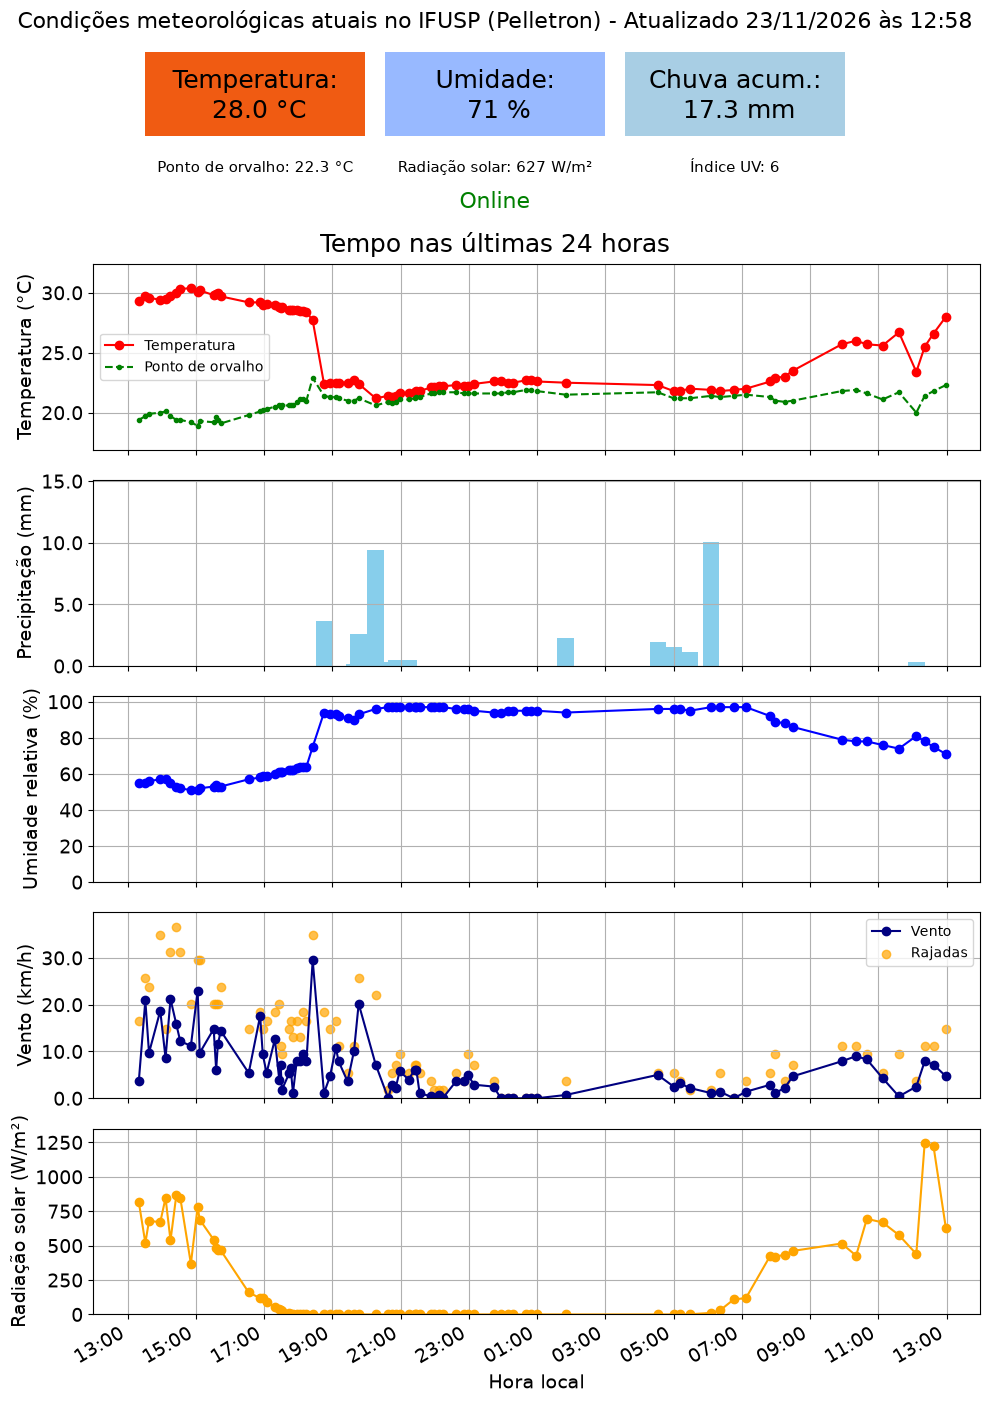 Condições meteorológicas atuais no IFUSP (Pelletron) - Atualizado 23/11/2026 às 12:58
Temperatura:
28.0 °C
Umidade:
71 %
Chuva acum.:
17.3 mm
Ponto de orvalho: 22.3 °C
Radiação solar: 627 W/m²
Índice UV: 6
Online
Tempo nas últimas 24 horas
Temperatura (°C)
30.0
25.0
20.0
Temperatura
Ponto de orvalho
Precipitação (mm)
15.0
10.0
5.0
0.0
Umidade relativa (%)
100
80
60
40
20
0
Vento (km/h)
30.0
20.0
10.0
0.0
Vento
Rajadas
Radiação solar (W/m²)
1250
1000
750
500
250
0
13:00
15:00
17:00
19:00
21:00
23:00
01:00
03:00
05:00
07:00
09:00
11:00
13:00
Hora local